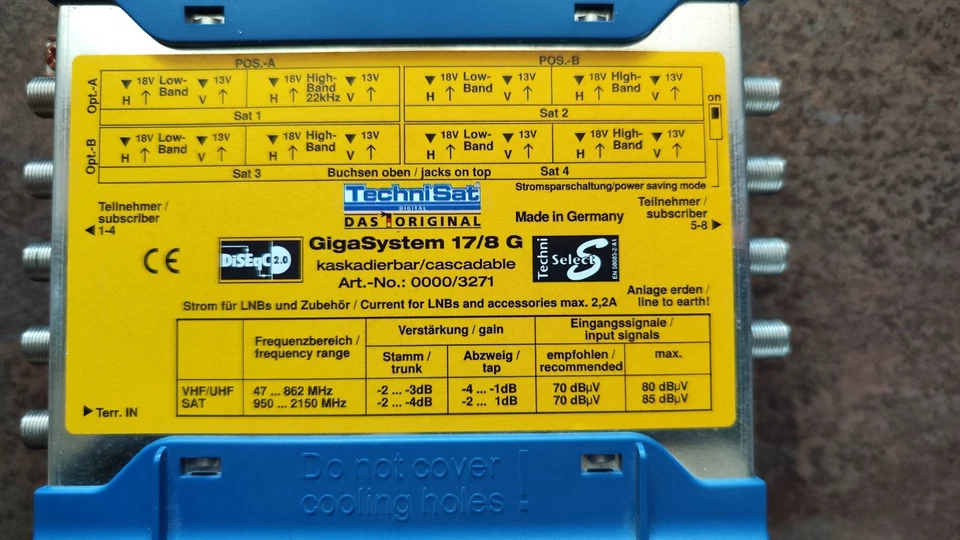 POS.-A
POS.-B
Opt.-A
18V Low-Band 13V
H V
18V High-Band 22kHz 13V
H V
18V Low-Band 13V
H V
18V High-Band 13V
H V
on
Sat 1
Sat 2
Opt.-B
18V Low-Band 13V
H V
18V High-Band 13V
H V
18V Low-Band 13V
H V
18V High-Band 13V
H V
Sat 3
Buchsen oben / jacks on top
Sat 4
Stromsparschaltung/power saving mode
Teilnehmer /
subscriber
1-4
TechniSat
DIGITAL
DAS ORIGINAL
Made in Germany
Teilnehmer /
subscriber
5-8
CE
DiSEqC 2.0
GigaSystem 17/8 G
kaskadierbar/cascadable
Art.-No.: 0000/3271
Techni
Select
S
EN 50083-2/A1
Anlage erden /
line to earth!
Strom für LNBs und Zubehör / Current for LNBs and accessories max. 2,2A
Frequenzbereich /
frequency range
Verstärkung / gain
Eingangssignale /
input signals
Stamm /
trunk
Abzweig /
tap
empfohlen /
recommended
max.
VHF/UHF 47 ... 862 MHz -2 ... -3dB -4 ... -1dB 70 dBµV 80 dBµV
SAT 950 ... 2150 MHz -2 ... -4dB -2 ... 1dB 70 dBµV 85 dBµV
Terr. IN
Do not cover
cooling holes !